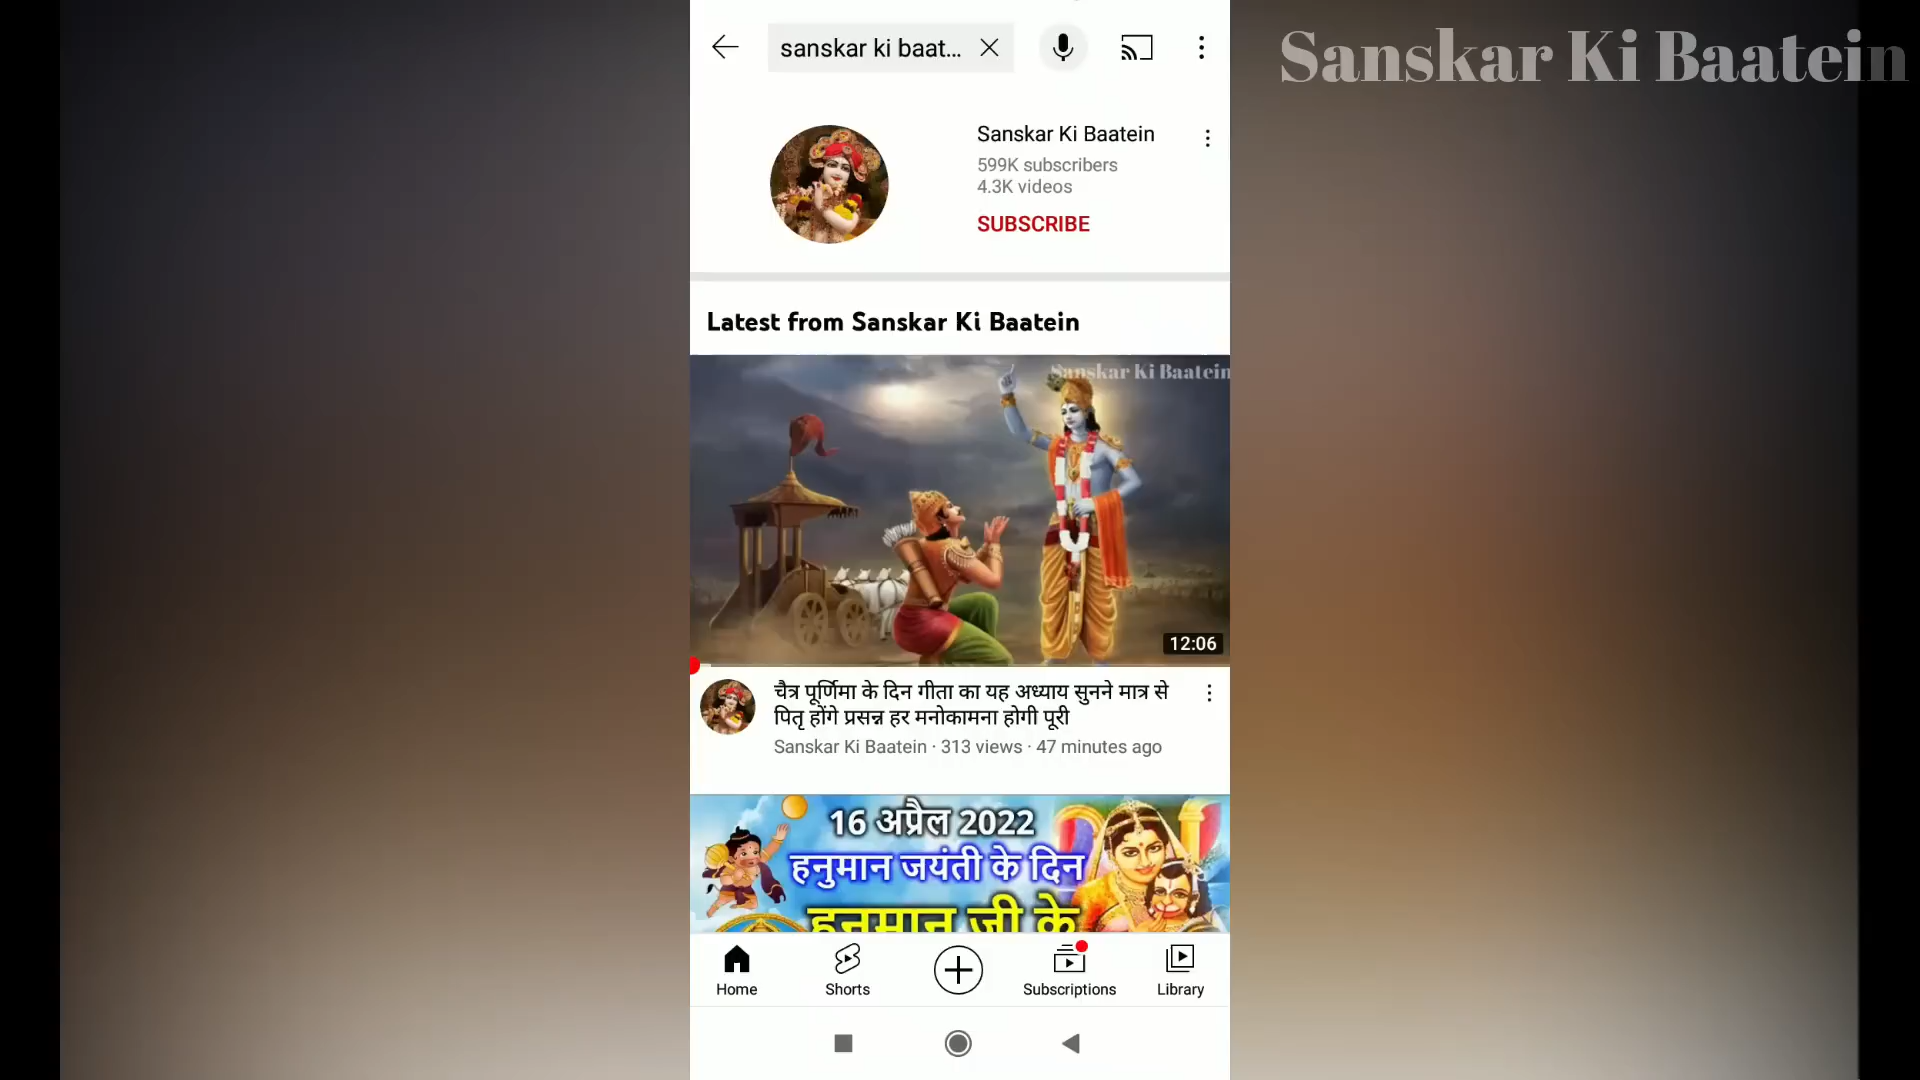 Sanskar Ki Baatein
sanskar ki baat...
Sanskar Ki Baatein
599K subscribers
4.3K videos
SUBSCRIBE
Latest from Sanskar Ki Baatein
Sanskar Ki Baatein
12:06
चैत्र पूर्णिमा के दिन गीता का यह अध्याय सुनने मात्र से
पितृ होंगे प्रसन्न हर मनोकामना होगी पूरी
Sanskar Ki Baatein · 313 views · 47 minutes ago
16 अप्रैल 2022
हनुमान जयंती के दिन
हनुमान जी के
Home
Shorts
Subscriptions
Library